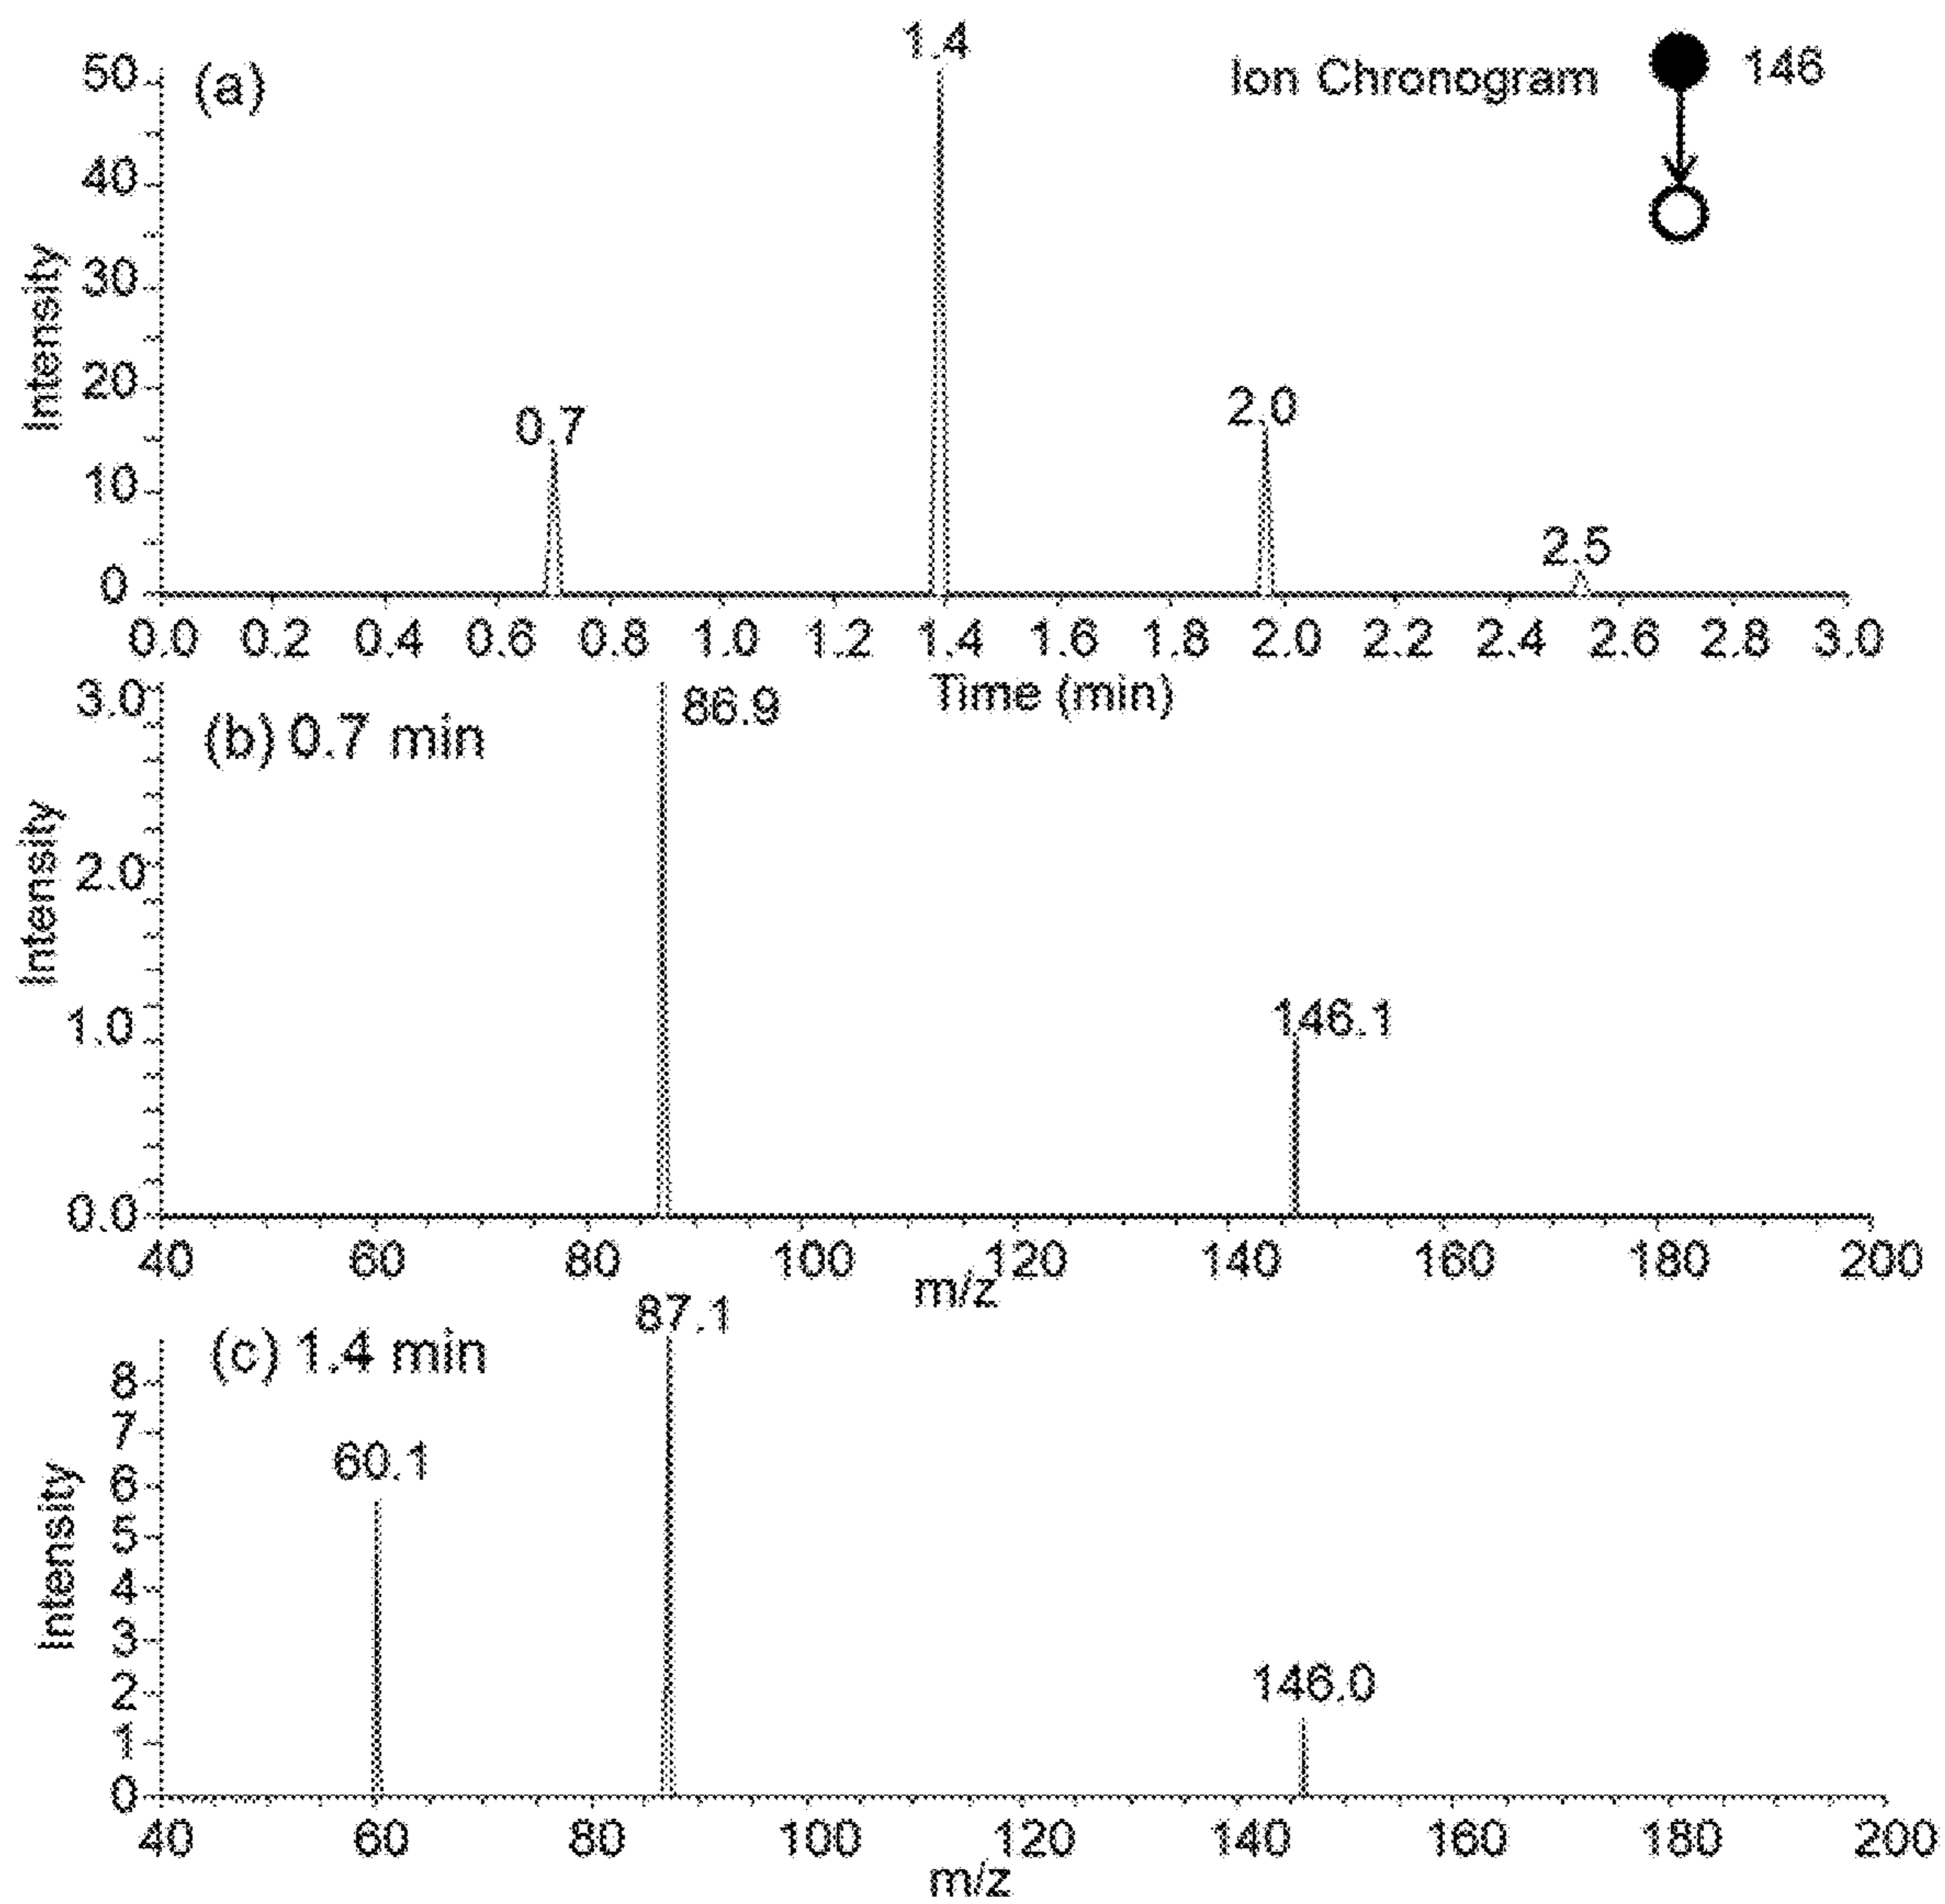 (a)
Ion Chronogram
146
1.4
0.7
2.0
2.5
50
40
30
20
10
0
Intensity
0.0 0.2 0.4 0.6 0.8 1.0 1.2 1.4 1.6 1.8 2.0 2.2 2.4 2.6 2.8 3.0
Time (min)
(b) 0.7 min
86.9
146.1
3.0
2.0
1.0
0.0
Intensity
40 60 80 100 120 140 160 180 200
m/z
(c) 1.4 min
87.1
60.1
146.0
8
7
6
5
4
3
2
1
0
Intensity
40 60 80 100 120 140 160 180 200
m/z